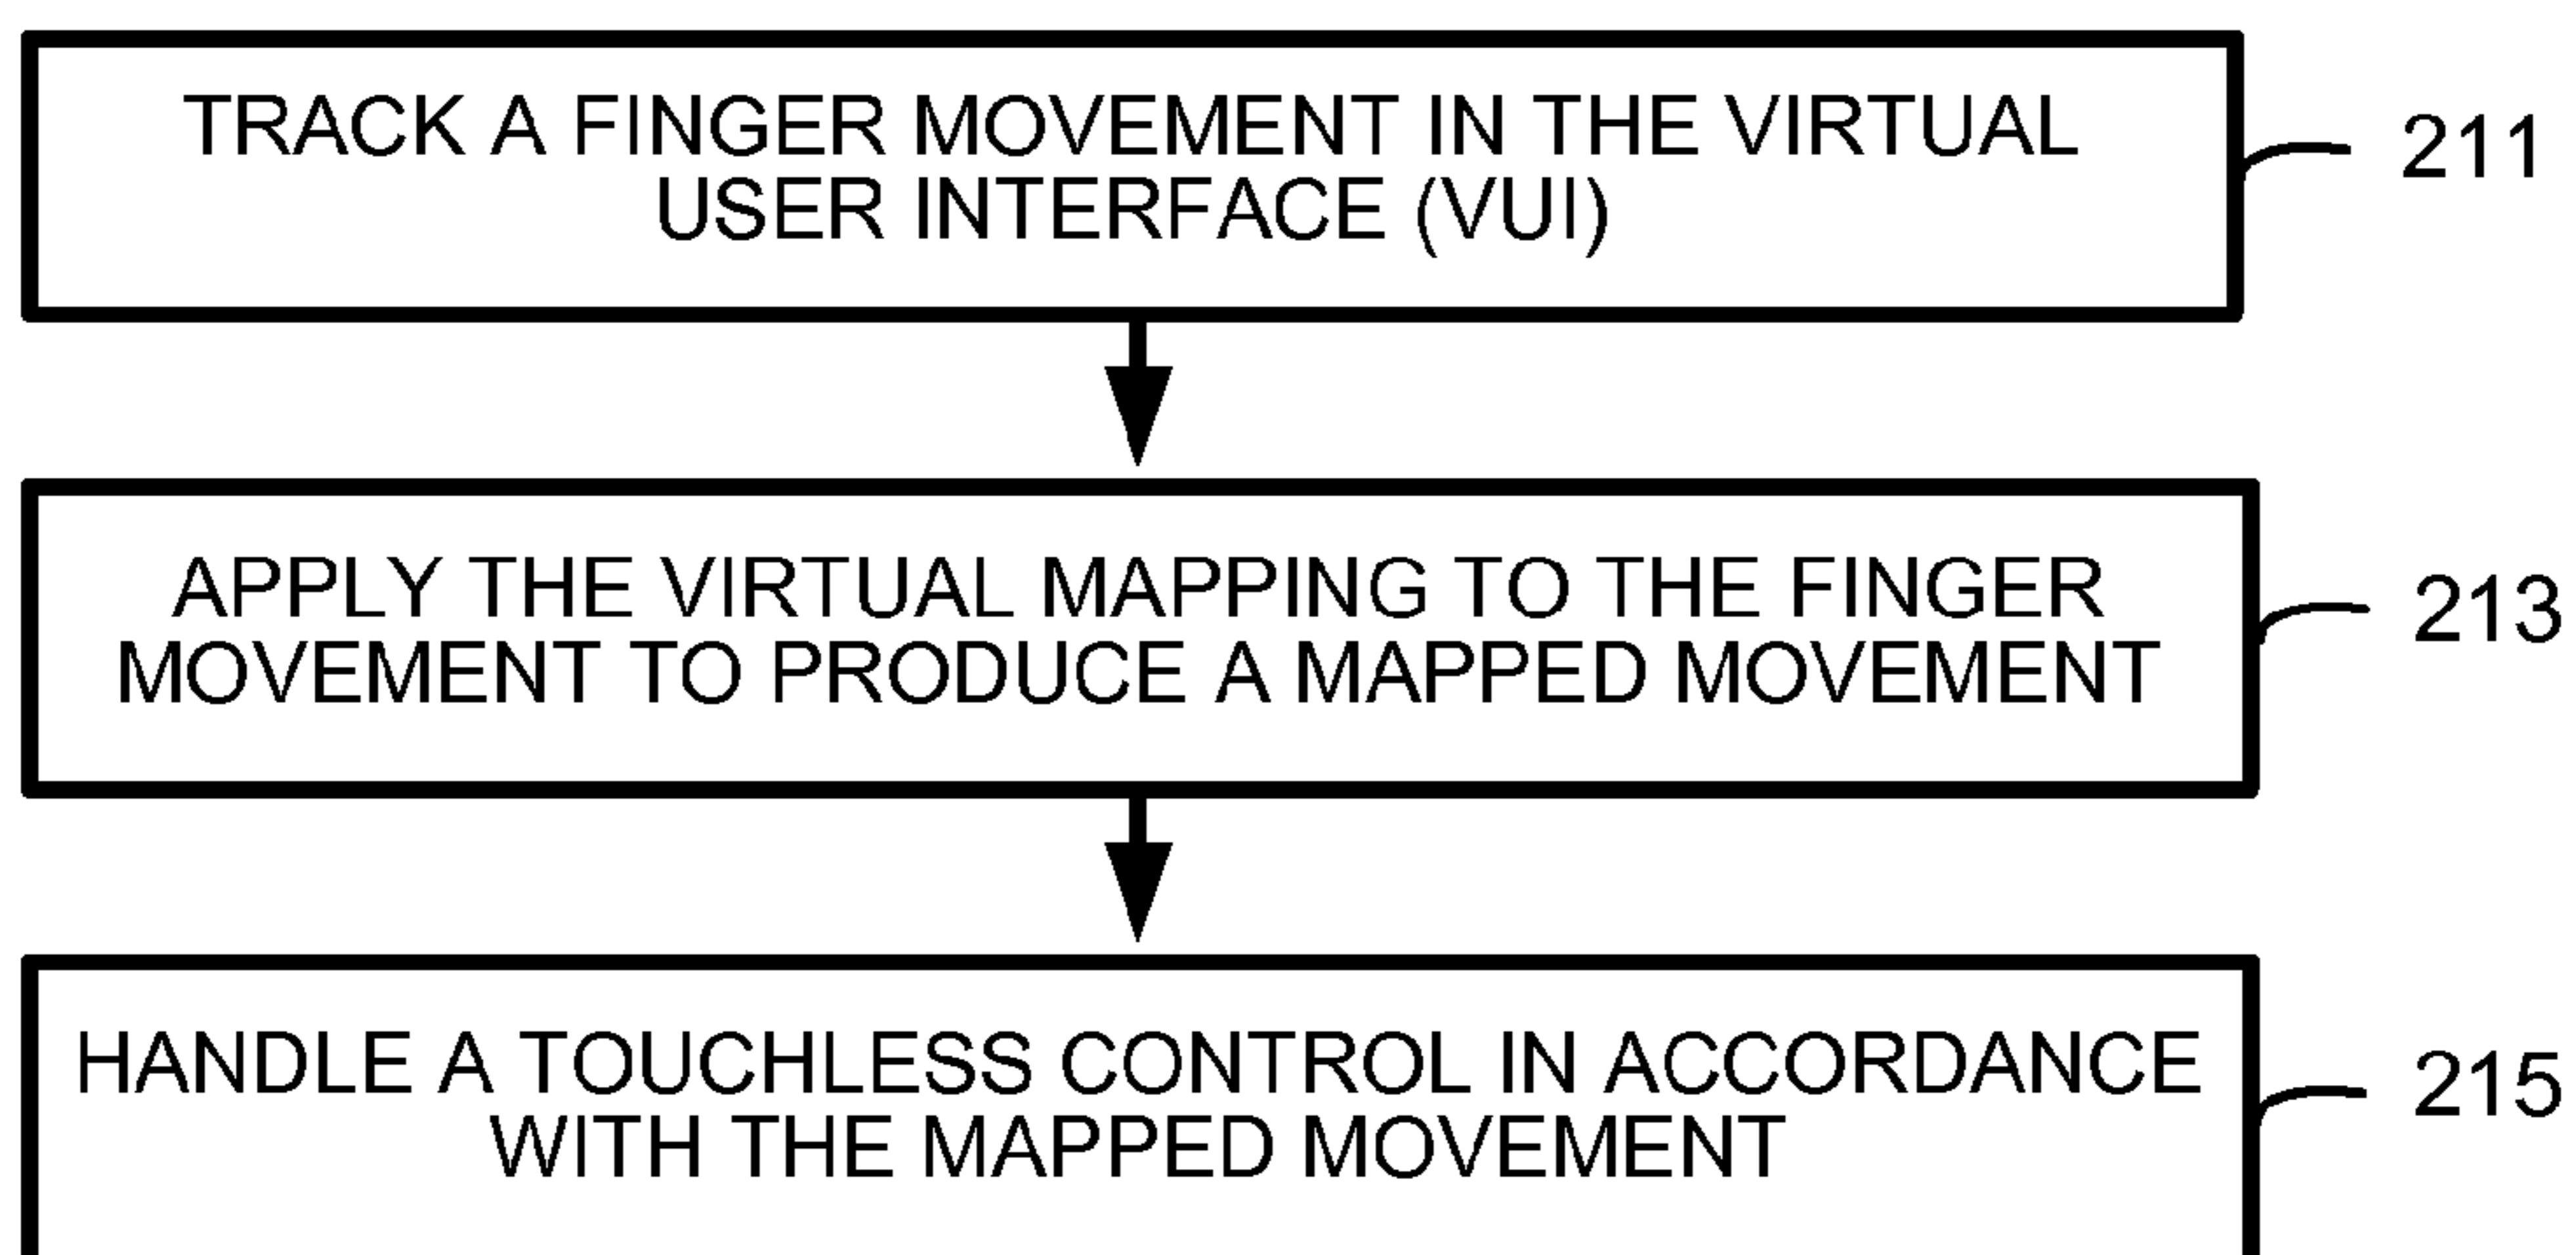 TRACK A FINGER MOVEMENT IN THE VIRTUAL
USER INTERFACE (VUI)
211
APPLY THE VIRTUAL MAPPING TO THE FINGER
MOVEMENT TO PRODUCE A MAPPED MOVEMENT
213
HANDLE A TOUCHLESS CONTROL IN ACCORDANCE
WITH THE MAPPED MOVEMENT
215